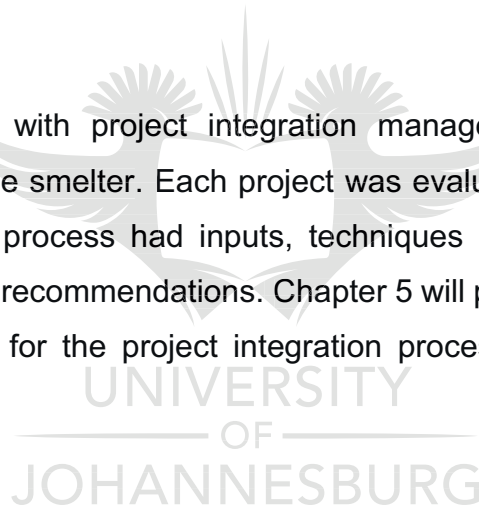 with project integration manage
e smelter. Each project was evalu
process had inputs, techniques
recommendations. Chapter 5 will p
for the project integration proces
UNIVERSITY
OF
JOHANNESBURG